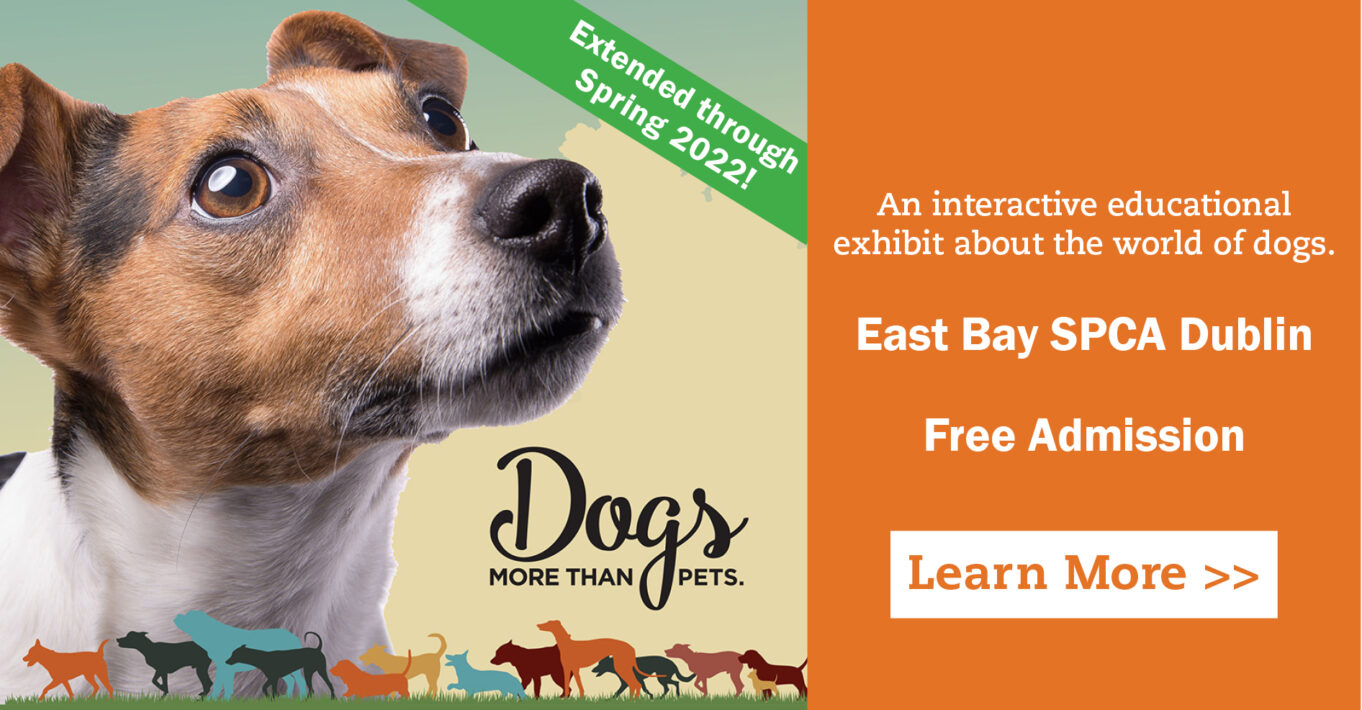 Extended through
Spring 2022!
Dogs
MORE THAN PETS.
An interactive educational
exhibit about the world of dogs.
East Bay SPCA Dublin
Free Admission
Learn More >>